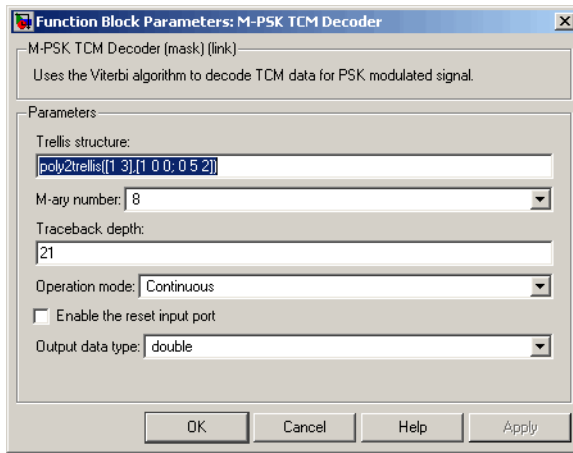 Function Block Parameters: M-PSK TCM Decoder
M-PSK TCM Decoder (mask) (link)
Uses the Viterbi algorithm to decode TCM data for PSK modulated signal.
Parameters
Trellis structure:
poly2trellis([1 3],[1 0 0; 0 5 2])
M-ary number: 8
Traceback depth:
21
Operation mode: Continuous
Enable the reset input port
Output data type: double
OK Cancel Help Apply